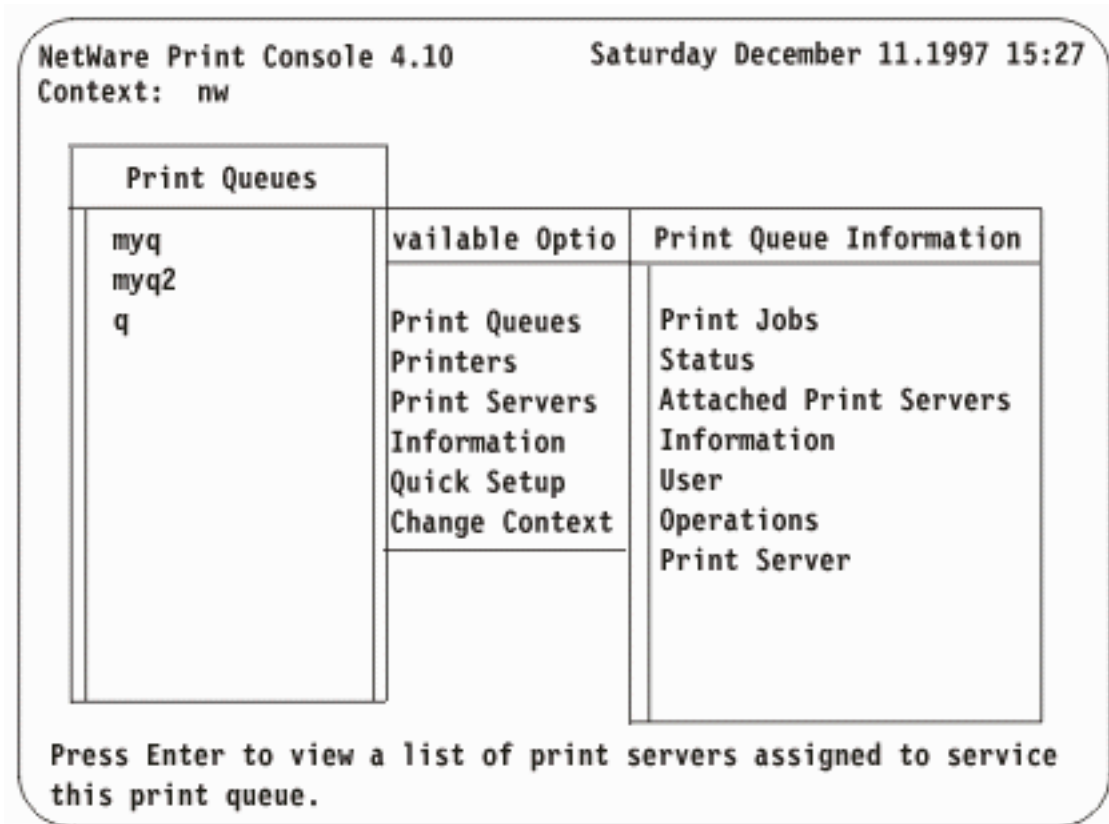 NetWare Print Console 4.10 Saturday December 11.1997 15:27
Context: nw
Print Queues
myq
myq2
q
vailable Optio
Print Queues
Printers
Print Servers
Information
Quick Setup
Change Context
Print Queue Information
Print Jobs
Status
Attached Print Servers
Information
User
Operations
Print Server
Press Enter to view a list of print servers assigned to service
this print queue.